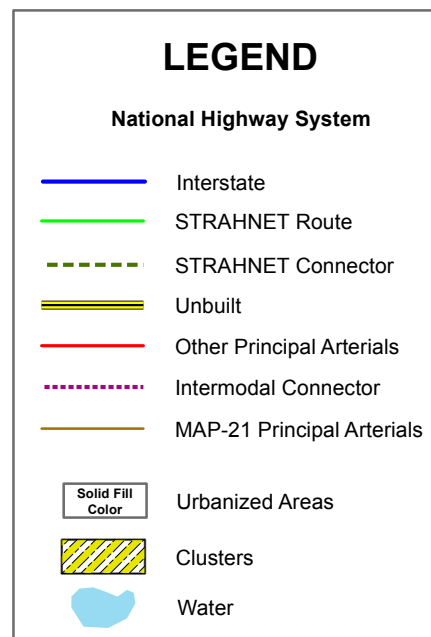 LEGEND
National Highway System
Interstate
STRAHNET Route
STRAHNET Connector
Unbuilt
Other Principal Arterials
Intermodal Connector
MAP-21 Principal Arterials
Solid Fill
Color
Urbanized Areas
Clusters
Water